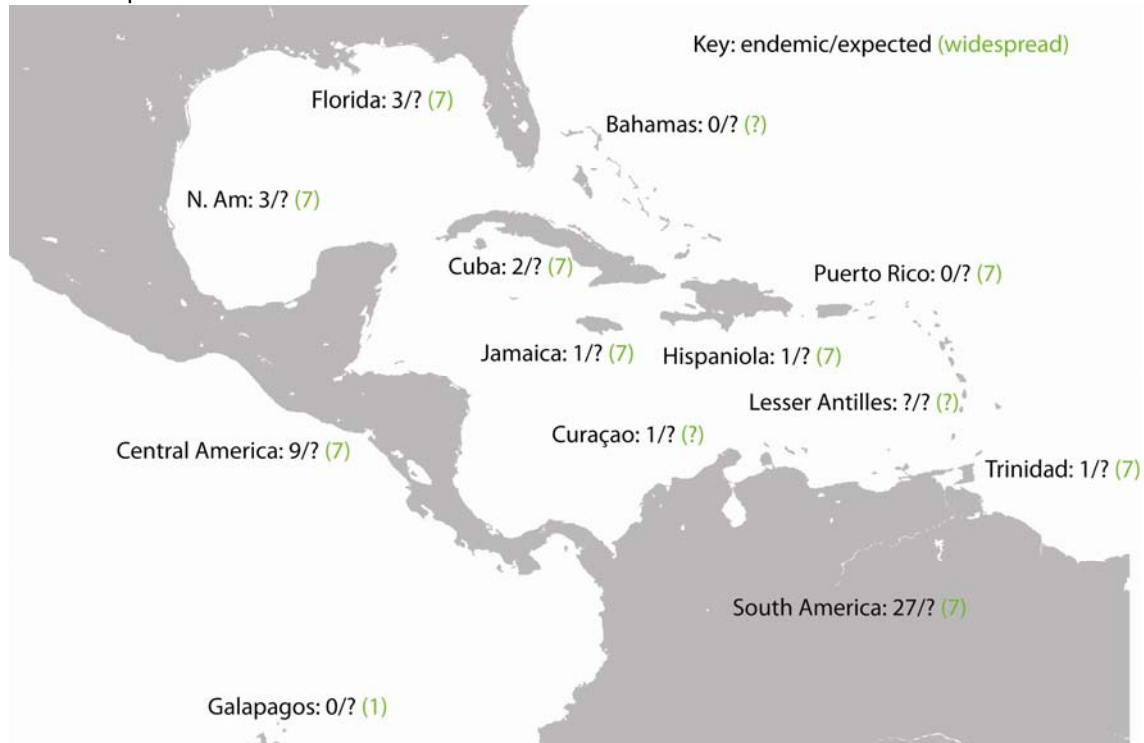 Key: endemic/expected (widespread)
Florida: 3/? (7)
Bahamas: 0/? (?)
N. Am: 3/? (7)
Cuba: 2/? (7)
Puerto Rico: 0/? (7)
Jamaica: 1/? (7)
Hispaniola: 1/? (7)
Lesser Antilles: ?/? (?)
Curaçao: 1/? (?)
Central America: 9/? (7)
Trinidad: 1/? (7)
South America: 27/? (7)
Galapagos: 0/? (1)